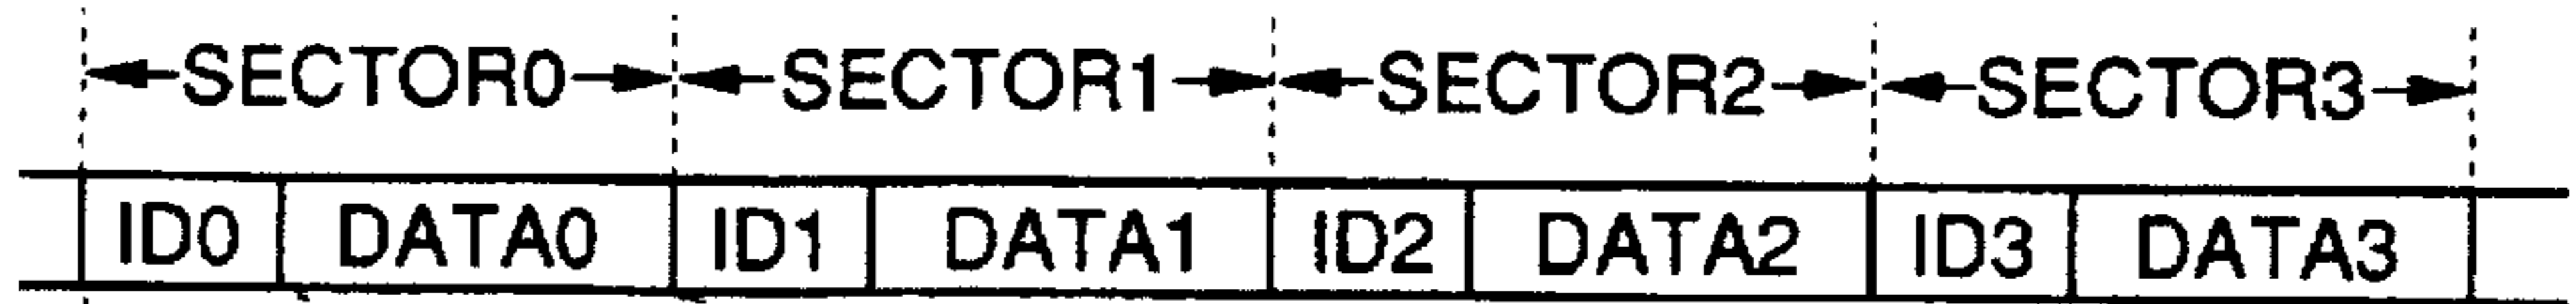 SECTOR0 SECTOR1 SECTOR2 SECTOR3
ID0 DATA0 ID1 DATA1 ID2 DATA2 ID3 DATA3